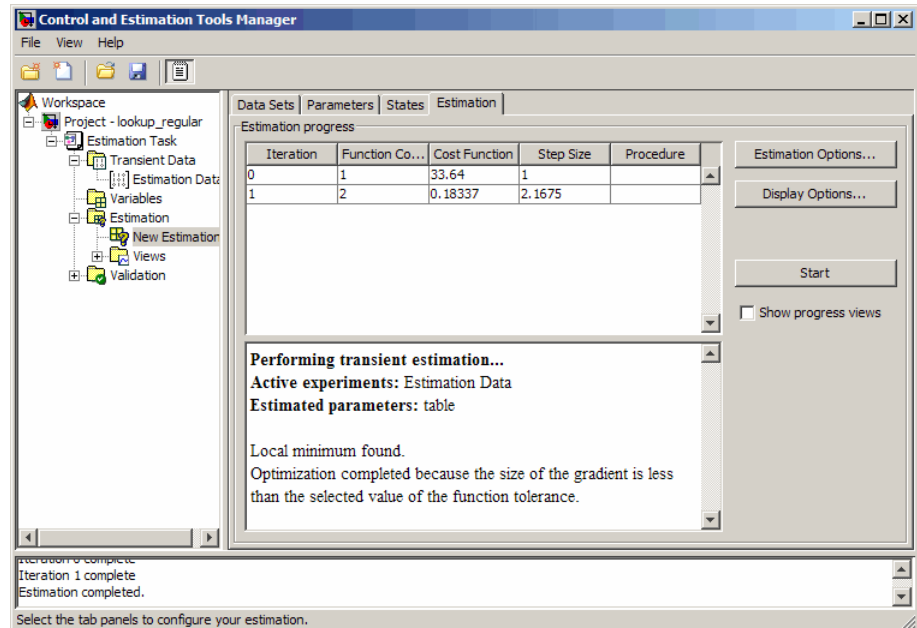 Control and Estimation Tools Manager
File View Help
Workspace
Project - lookup_regular
Estimation Task
Transient Data
Estimation Data
Variables
Estimation
New Estimation
Views
Validation
Data Sets Parameters States Estimation
Estimation progress
Iteration Function Co... Cost Function Step Size Procedure
0 1 33.64 1
1 2 0.18337 2.1675
Estimation Options...
Display Options...
Start
Show progress views
Performing transient estimation...
Active experiments: Estimation Data
Estimated parameters: table
Local minimum found.
Optimization completed because the size of the gradient is less
than the selected value of the function tolerance.
Iteration 0 complete
Iteration 1 complete
Estimation completed.
Select the tab panels to configure your estimation.